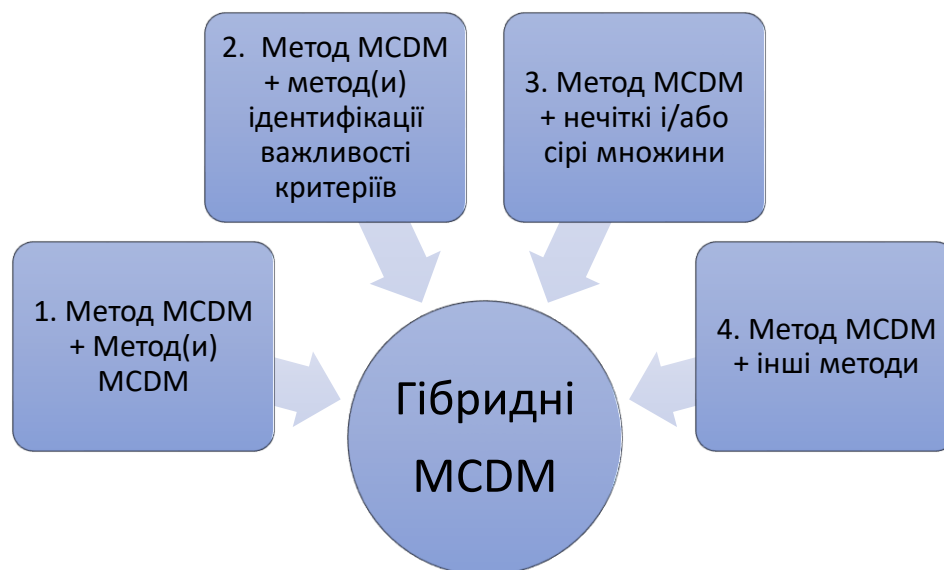 1. Метод MCDM
+ Метод(и)
MCDM
2.  Метод MCDM
+ метод(и)
ідентифікації
важливості
критеріїв
3. Метод MCDM
+ нечіткі і/або
сірі множини
4. Метод MCDM
+ інші методи
Гібридні
MCDM